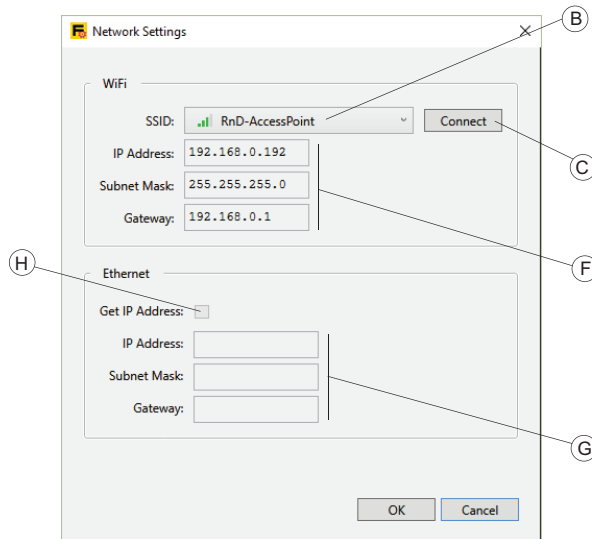 Network Settings
B
WiFi
SSID: RnD-AccessPoint Connect
IP Address: 192.168.0.192
C
Subnet Mask: 255.255.255.0
Gateway: 192.168.0.1
H
F
Ethernet
Get IP Address:
IP Address:
Subnet Mask:
Gateway:
G
OK Cancel